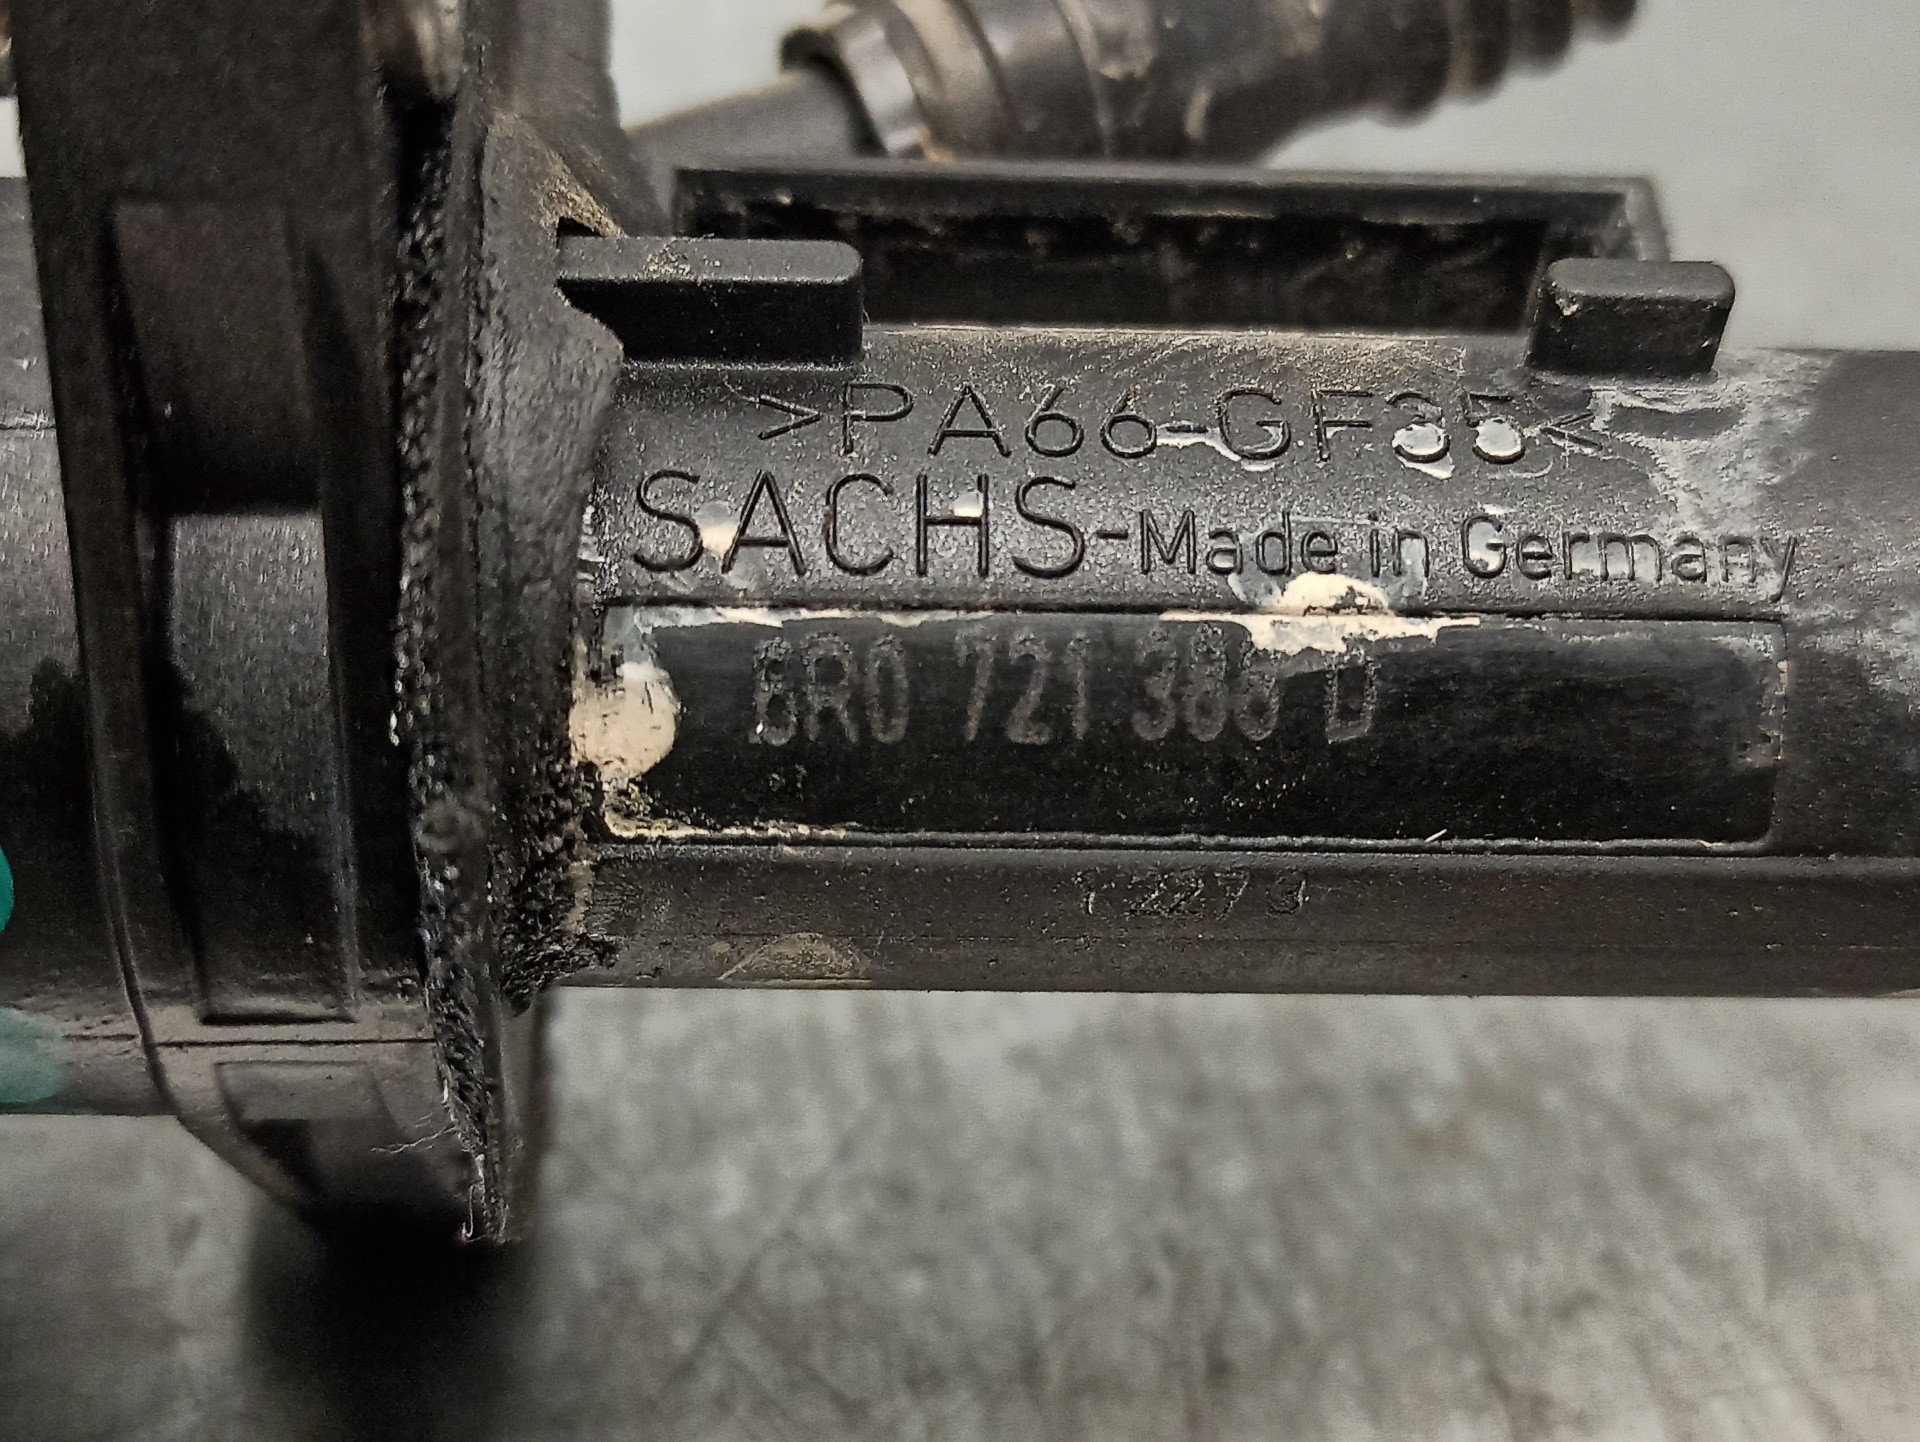 >PA66-GF35<
SACHS-Made in Germany
6R0 721 388 D